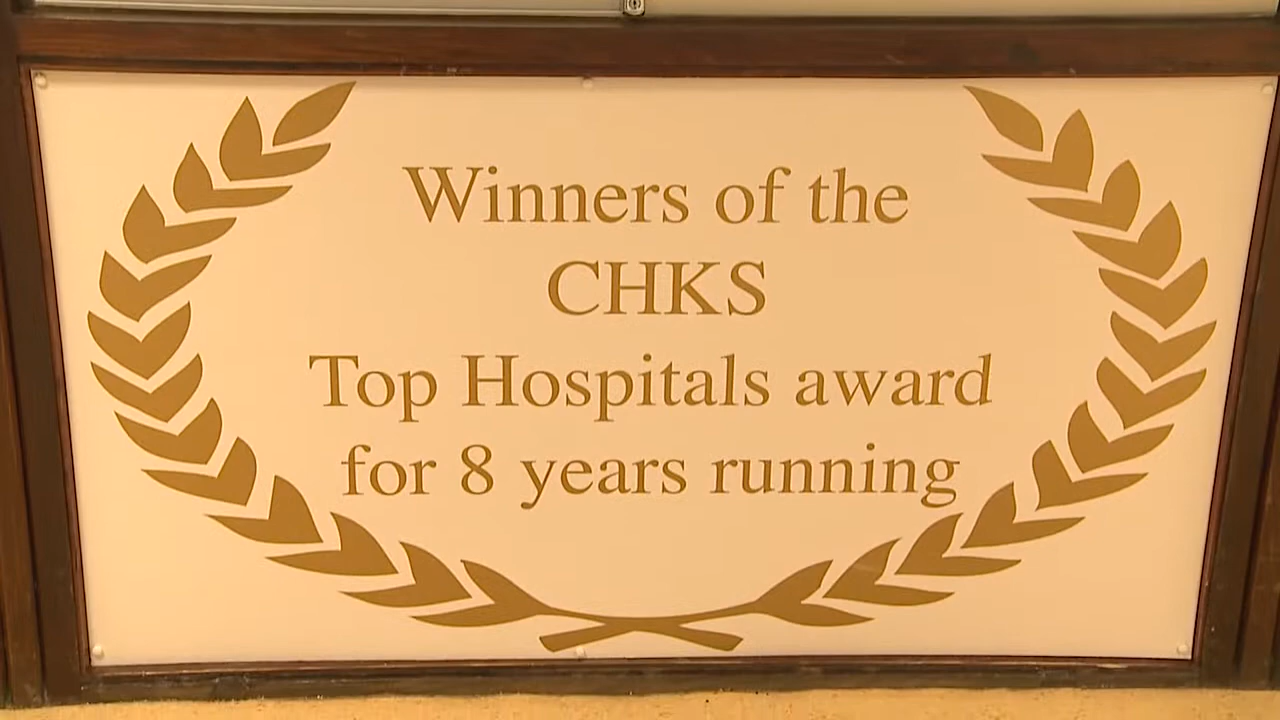 Winners of the
CHKS
Top Hospitals award
for 8 years running